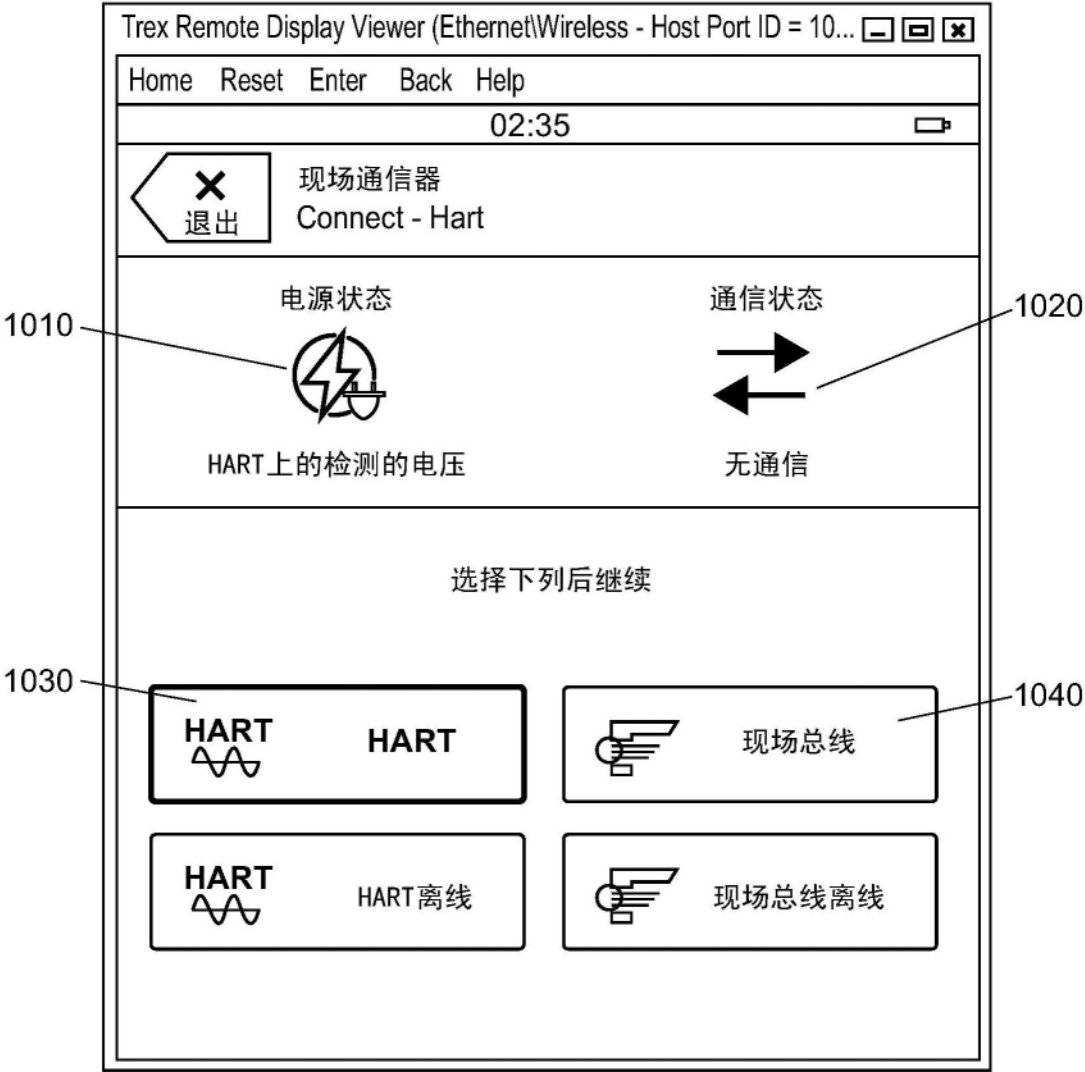 Trex Remote Display Viewer (Ethernet\Wireless - Host Port ID = 10...
Home Reset Enter Back Help
02:35
退出
现场通信器
Connect - Hart
电源状态
通信状态
1010
1020
HART上的检测的电压
无通信
选择下列后继续
1030
1040
HART
HART
现场总线
HART
HART离线
现场总线离线